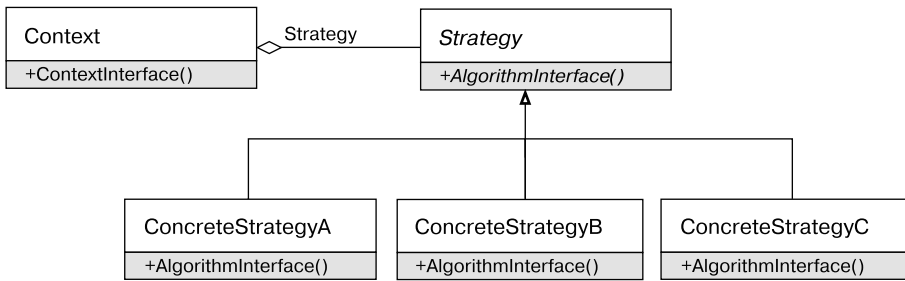 Context
+ContextInterface()
Strategy
Strategy
+AlgorithmInterface()
ConcreteStrategyA
+AlgorithmInterface()
ConcreteStrategyB
+AlgorithmInterface()
ConcreteStrategyC
+AlgorithmInterface()